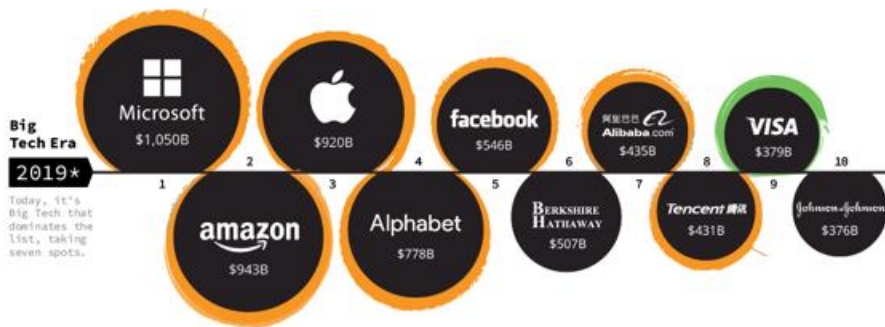 Big
Tech Era
2019*
Today, it's
Big Tech that
dominates the
list, taking
seven spots.
1
Microsoft
$1,050B
2
amazon
$943B
3
$920B
4
Alphabet
$778B
5
facebook
$546B
6
BERKSHIRE
HATHAWAY
$507B
7
阿里巴巴
Alibaba.com
$435B
8
Tencent 腾讯
$431B
9
VISA
$379B
10
Johnson & Johnson
$376B